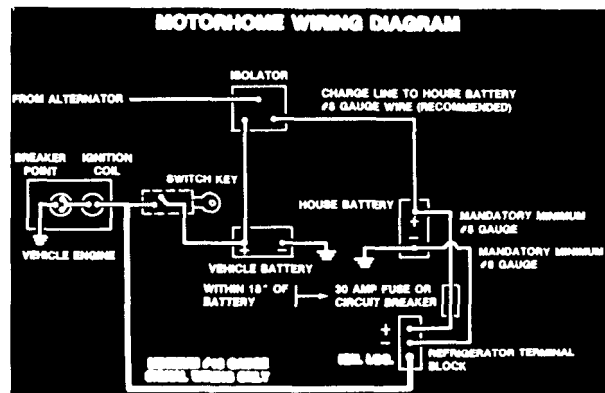 MOTORHOME WIRING DIAGRAM
ISOLATOR
FROM ALTERNATOR
CHARGE LINE TO HOUSE BATTERY
#8 GAUGE WIRE (RECOMMENDED)
BREAKER
POINT
IGNITION
COIL
SWITCH KEY
HOUSE BATTERY
+
-
MANDATORY MINIMUM
#8 GAUGE
MANDATORY MINIMUM
#8 GAUGE
VEHICLE ENGINE
+
-
VEHICLE BATTERY
WITHIN 18" OF
BATTERY
30 AMP FUSE OR
CIRCUIT BREAKER
+
-
REFRIGERATOR TERMINAL
BLOCK
GAUGE
ONLY